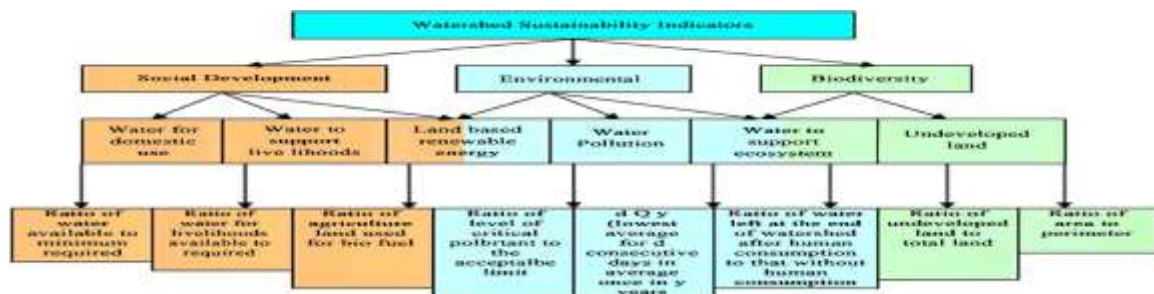 Watershed Sustainability Indicators
Social Development
Environmental
Biodiversity
Water for
domestic
use
Water to
support
live lihoods
Land based
renewable
energy
Water
Pollution
Water to
support
ecosystem
Undeveloped
land
Ratio of
water
available to
minimum
required
Ratio of
water for
livelihoods
available to
required
Ratio of
agriculture
land used
for bio fuel
Ratio of
level of
critical
polbrtant to
the
acceptalbe
limit
d Q y
(lowest
average
for d
consecutive
days in
average
once in y
years
Ratio of water
left at the end
of watershed
after human
consumption
to that without
human
consumption
Ratio of
undeveloped
land to
total land
Ratio of
area to
perimeter